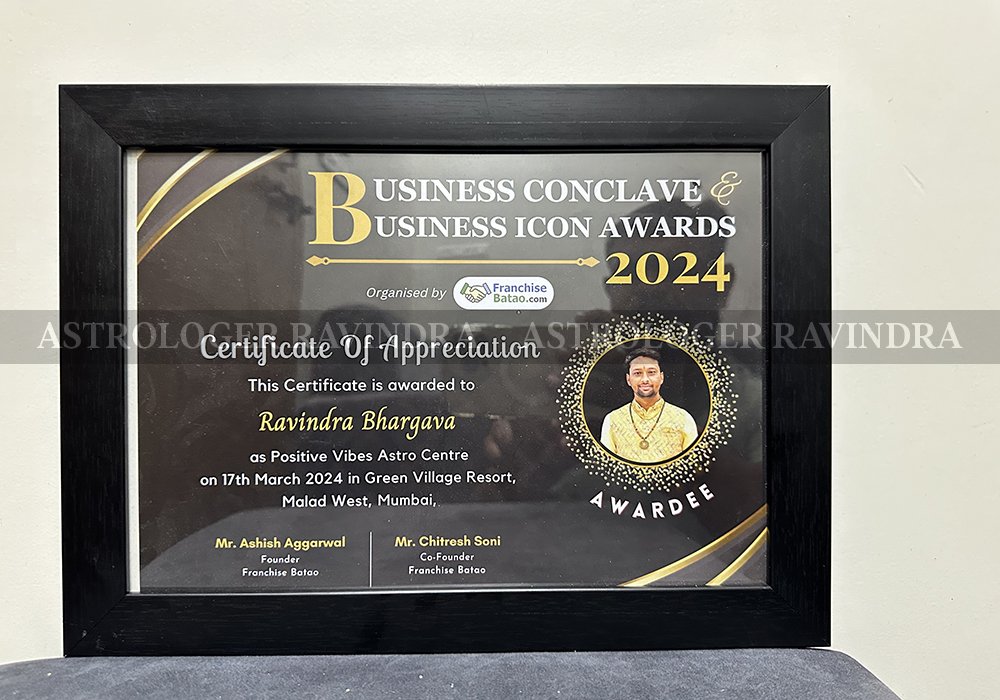 BUSINESS CONCLAVE &
BUSINESS ICON AWARDS
2024
Organised by Franchise Batao.com
ASTROLOGER RAVINDRA ASTROLOGER RAVINDRA
Certificate Of Appreciation
This Certificate is awarded to
Ravindra Bhargava
as Positive Vibes Astro Centre
on 17th March 2024 in Green Village Resort,
Malad West, Mumbai,
AWARDEE
Mr. Ashish Aggarwal
Founder
Franchise Batao
Mr. Chitresh Soni
Co-Founder
Franchise Batao